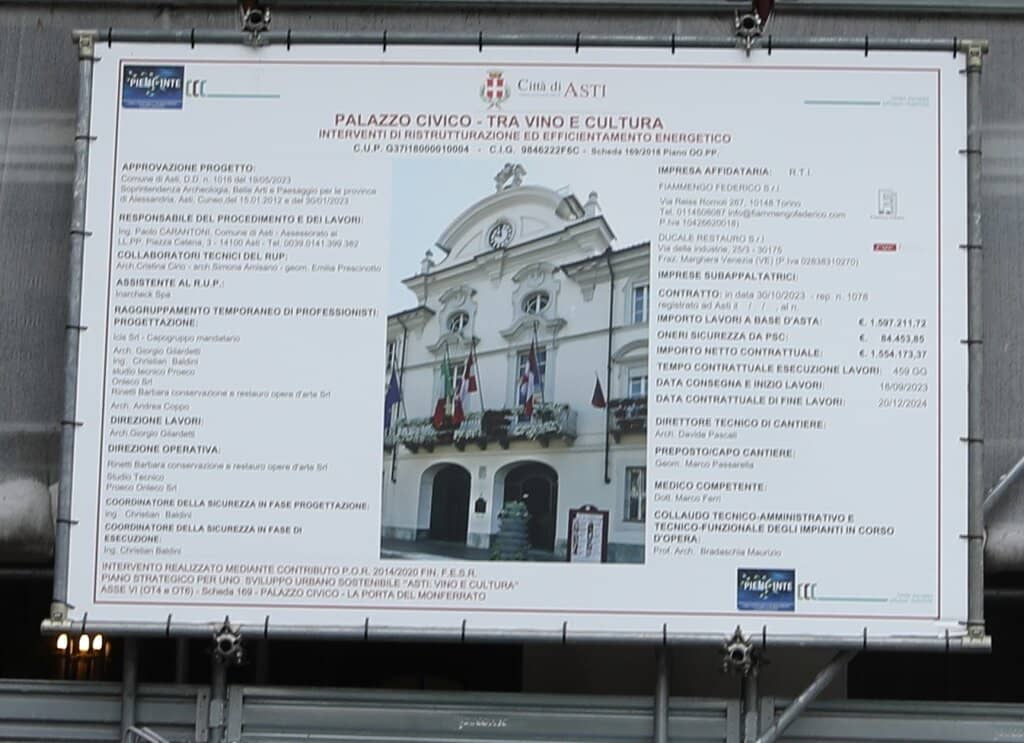 PIEMONTE
Città di ASTI
PALAZZO CIVICO - TRA VINO E CULTURA
INTERVENTI DI RISTRUTTURAZIONE ED EFFICIENTAMENTO ENERGETICO
C.U.P. G37I18000010004 - C.I.G. 9846222F6C - Scheda 169/2018 Piano OO.PP.
APPROVAZIONE PROGETTO:
Comune di Asti, D.D. n. 1016 del 19/05/2023
Soprintendenza Archeologia, Belle Arti e Paesaggio per le province
di Alessandria, Asti, Cuneo del 15.01.2012 e del 30/01/2023
RESPONSABILE DEL PROCEDIMENTO E DEI LAVORI:
Ing. Paolo CARANTONI, Comune di Asti - Assessorato ai
LL.PP. Piazza Catena, 3 - 14100 Asti - Tel. 0039.0141.399.382
COLLABORATORI TECNICI DEL RUP:
Arch.Cristina Cirio - arch.Simona Amisano - geom. Emilia Prescinotto
ASSISTENTE AL R.U.P.:
Inarcheck Spa
RAGGRUPPAMENTO TEMPORANEO DI PROFESSIONISTI:
PROGETTAZIONE:
Icis Srl - Capogruppo mandatario
Arch. Giorgio Gilardetti
Ing. Christian Baldini
studio tecnico Proeco
Onleco Srl
Rinetti Barbara conservazione e restauro opere d'arte Srl
Arch. Andrea Coppo
DIREZIONE LAVORI:
Arch.Giorgio Gilardetti
DIREZIONE OPERATIVA:
Rinetti Barbara conservazione e restauro opere d'arte Srl
Studio Tecnico
Proeco Onleco Srl
COORDINATORE DELLA SICUREZZA IN FASE PROGETTAZIONE:
ing. Christian Baldini
COORDINATORE DELLA SICUREZZA IN FASE DI
ESECUZIONE:
Ing. Christian Baldini
IMPRESA AFFIDATARIA: R.T.I.
FIAMMENGO FEDERICO S.r.l.
Via Reiss Romoli 267, 10148 Torino
Tel. 0114508087 info@fiammengofederico.com
P.Iva 10426620018)
DUCALE RESTAURO S.r.l
Via della industrie, 25/3 - 30175
Fraz. Marghera Venezia (VE) (P.Iva 02838310270)
IMPRESE SUBAPPALTATRICI:
CONTRATTO: in data 30/10/2023 - rep. n. 1078
registrato ad Asti il / / , al n.
IMPORTO LAVORI A BASE D'ASTA: €. 1.597.211,72
ONERI SICUREZZA DA PSC: €. 84.453,85
IMPORTO NETTO CONTRATTUALE: €. 1.554.173,37
TEMPO CONTRATTUALE ESECUZIONE LAVORI: 459 GG
DATA CONSEGNA E INIZIO LAVORI: 18/09/2023
DATA CONTRATTUALE DI FINE LAVORI: 20/12/2024
DIRETTORE TECNICO DI CANTIERE:
Arch. Davide Pascali
PREPOSTO/CAPO CANTIERE:
Geom. Marco Passarella
MEDICO COMPETENTE:
Dott. Marco Ferri
COLLAUDO TECNICO-AMMINISTRATIVO E
TECNICO-FUNZIONALE DEGLI IMPIANTI IN CORSO
D'OPERA:
Prof. Arch. Bradaschia Maurizio
INTERVENTO REALIZZATO MEDIANTE CONTRIBUTO P.O.R. 2014/2020 FIN. F.E.S.R.
PIANO STRATEGICO PER UNO SVILUPPO URBANO SOSTENIBILE "ASTI: VINO E CULTURA"
ASSE VI (OT4 e OT6) - Scheda 169 - PALAZZO CIVICO - LA PORTA DEL MONFERRATO
PIEMONTE